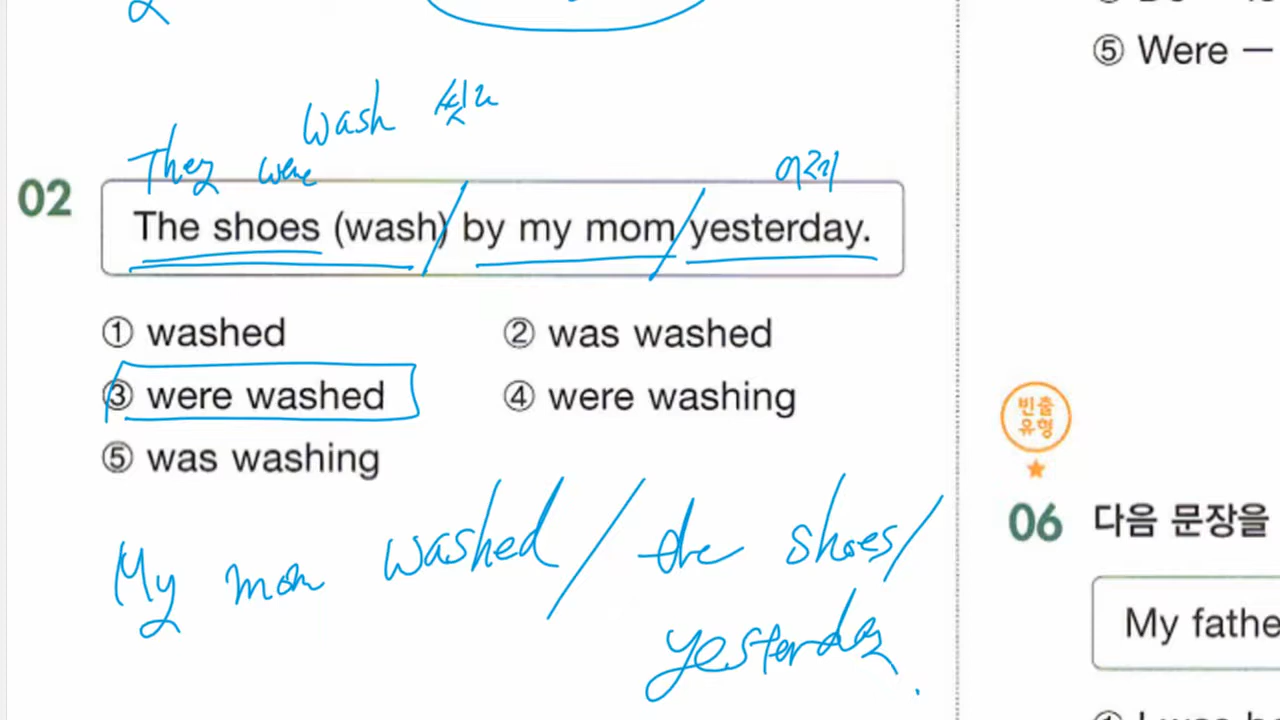 ⑤ Were —
wash 씻다
They were
어제
02
The shoes (wash) by my mom yesterday.
① washed
② was washed
③ were washed
④ were washing
⑤ was washing
My mom washed / the shoes /
yesterday.
빈출
유형
06 다음 문장을
My fathe